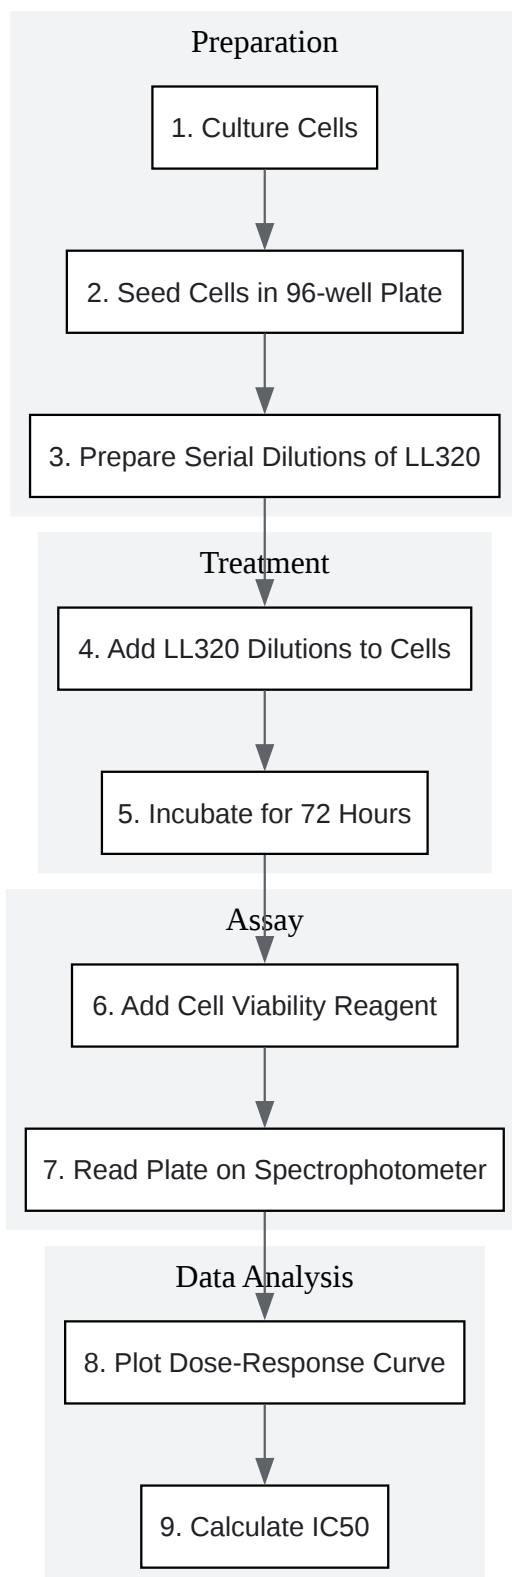 Preparation
1. Culture Cells
2. Seed Cells in 96-well Plate
3. Prepare Serial Dilutions of LL320
Treatment
4. Add LL320 Dilutions to Cells
5. Incubate for 72 Hours
Assay
6. Add Cell Viability Reagent
7. Read Plate on Spectrophotometer
Data Analysis
8. Plot Dose-Response Curve
9. Calculate IC50